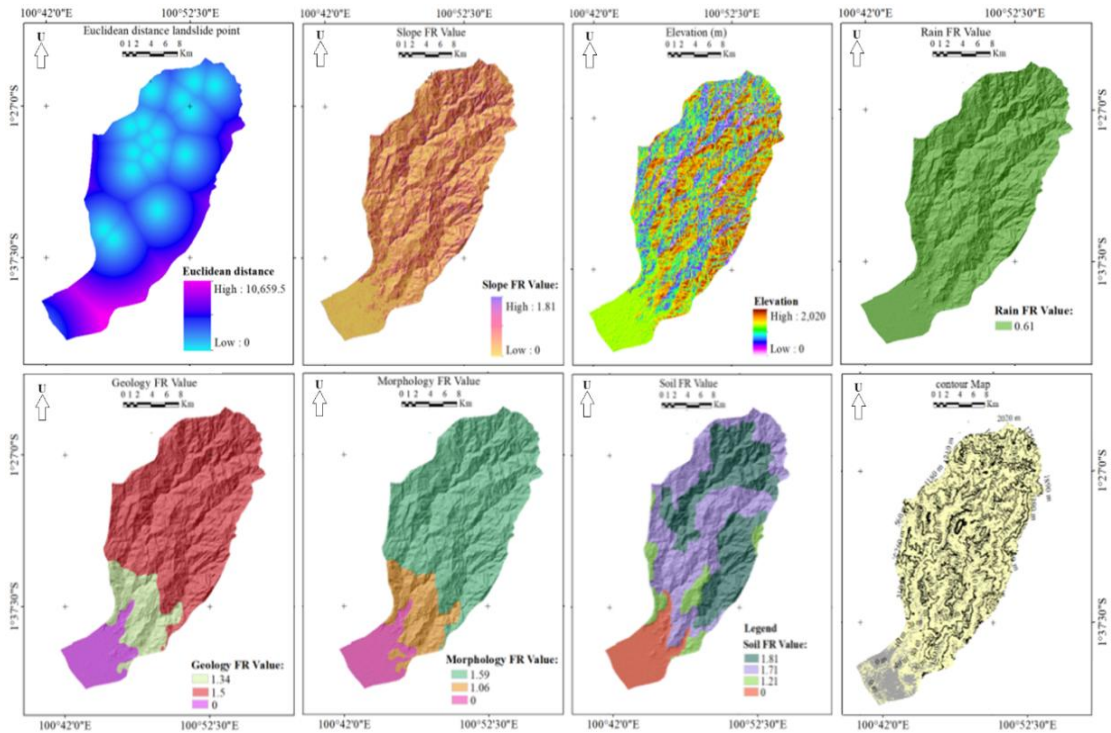 100°42'0"E 100°52'30"E 100°42'0"E 100°52'30"E 100°42'0"E 100°52'30"E 100°42'0"E 100°52'30"E
Euclidean distance landslide point
0 1 2 4 6 8
Km
U
1°27'0"S
1°37'30"S
Euclidean distance
High : 10,659.5
Low : 0
Slope FR Value
0 1 2 4 6 8
Km
U
Slope FR Value:
High : 1.81
Low : 0
Elevation (m)
0 1 2 4 6 8
Km
U
Elevation
High : 2,020
Low : 0
Rain FR Value
0 1 2 4 6 8
Km
U
Rain FR Value:
0.61
1°27'0"S
1°37'30"S
Geology FR Value
0 1 2 4 6 8
Km
U
1°27'0"S
1°37'30"S
Geology FR Value:
1.34
1.5
0
Morphology FR Value
0 1 2 4 6 8
Km
U
Morphology FR Value:
1.59
1.06
0
Soil FR Value
0 1 2 4 6 8
Km
U
Legend
Soil FR Value:
1.81
1.71
1.21
0
contour Map
0 1 2 4 6 8
Km
U
2020 m
1160 m
1°27'0"S
1°37'30"S
100°42'0"E 100°52'30"E 100°42'0"E 100°52'30"E 100°42'0"E 100°52'30"E 100°42'0"E 100°52'30"E